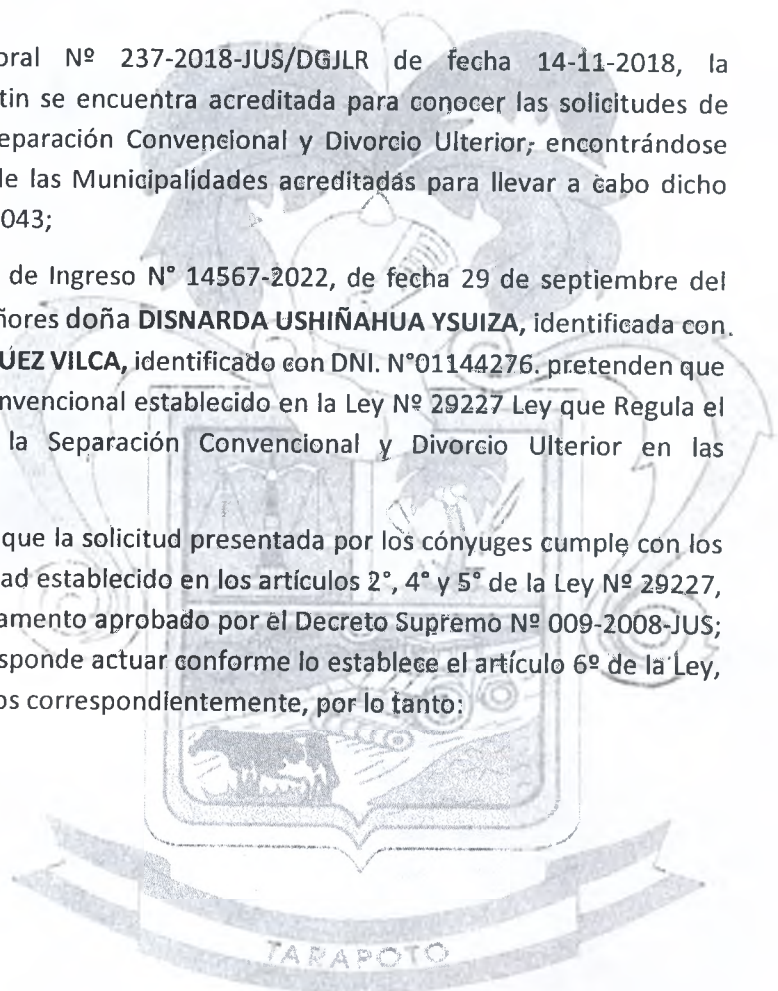 oral Nº 237-2018-JUS/DGJLR de fecha 14-11-2018, la
tin se encuentra acreditada para conocer las solicitudes de
eparación Convencional y Divorcio Ulterior, encontrándose
de las Municipalidades acreditadas para llevar a cabo dicho
043;
de Ingreso N° 14567-2022, de fecha 29 de septiembre del
ñores doña DISNARDA USHIÑAHUA YSUIZA, identificada con.
ÚEZ VILCA, identificado con DNI. N°01144276. pretenden que
nvencional establecido en la Ley Nº 29227 Ley que Regula el
la Separación Convencional y Divorcio Ulterior en las
que la solicitud presentada por los cónyuges cumple con los
ad establecido en los artículos 2°, 4° y 5° de la Ley Nº 29227,
amento aprobado por el Decreto Supremo Nº 009-2008-JUS;
sponde actuar conforme lo establece el artículo 6º de la Ley,
os correspondientemente, por lo tanto:
TARAPOTO